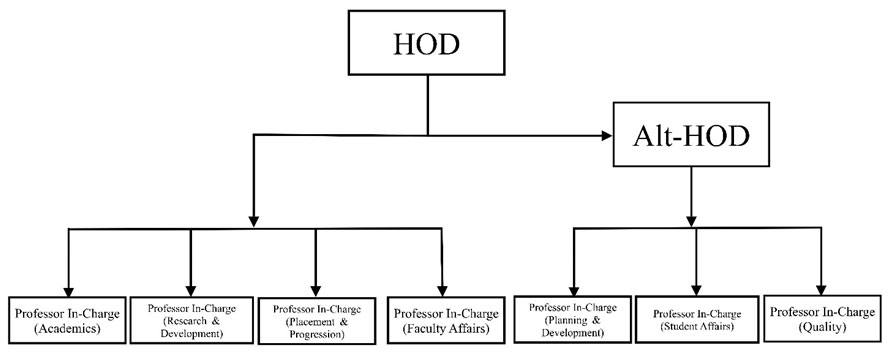 HOD
Alt-HOD
Professor In-Charge
(Academics)
Professor In-Charge
(Research &
Development)
Professor In-Charge
(Placement &
Progression)
Professor In-Charge
(Faculty Affairs)
Professor In-Charge
(Planning &
Development)
Professor In-Charge
(Student Affairs)
Professor In-Charge
(Quality)